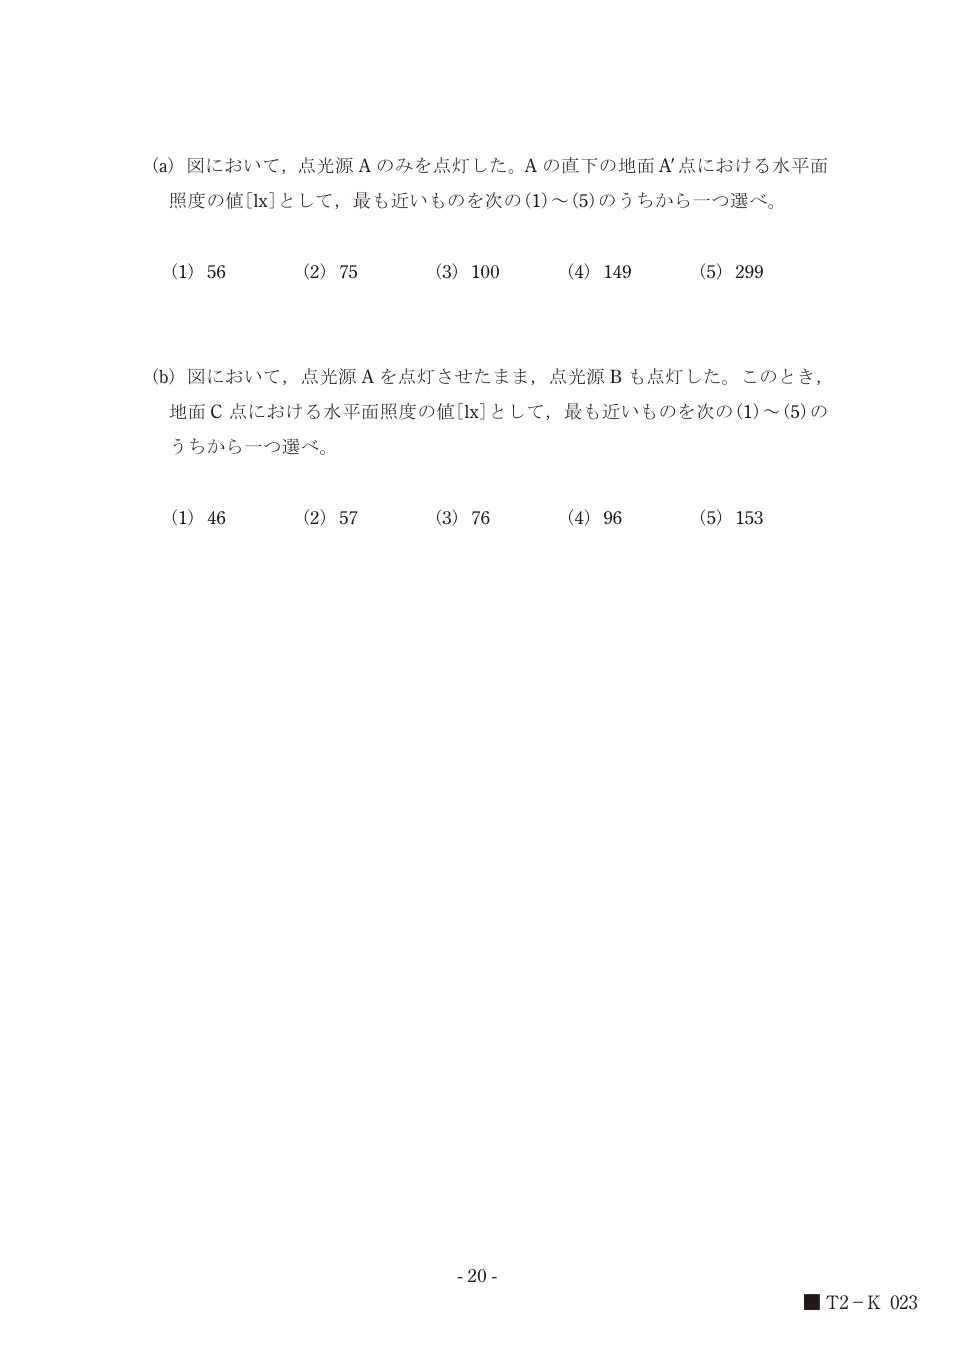 (a) 図において，点光源 A のみを点灯した。A の直下の地面 A′点における水平面
照度の値[lx]として，最も近いものを次の(1)～(5)のうちから一つ選べ。
(1) 56 (2) 75 (3) 100 (4) 149 (5) 299
(b) 図において，点光源 A を点灯させたまま，点光源 B も点灯した。このとき，
地面 C 点における水平面照度の値[lx]として，最も近いものを次の(1)～(5)の
うちから一つ選べ。
(1) 46 (2) 57 (3) 76 (4) 96 (5) 153
- 20 -
■ T2－K 023